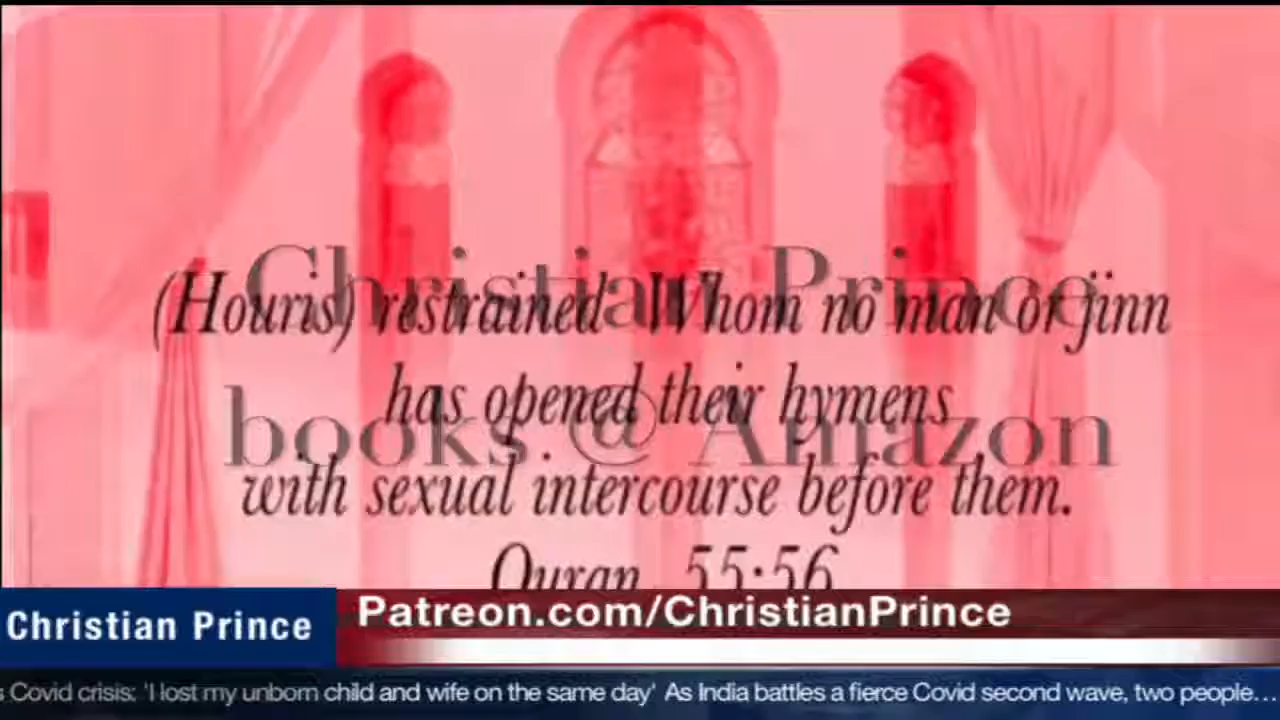 Christian Prince
(Houris) restrained Whom no man or jinn
has opened their hymens
books @ Amazon
with sexual intercourse before them.
Quran 55:56
Christian Prince
Patreon.com/ChristianPrince
s Covid crisis: 'I lost my unborn child and wife on the same day' As India battles a fierce Covid second wave, two people...